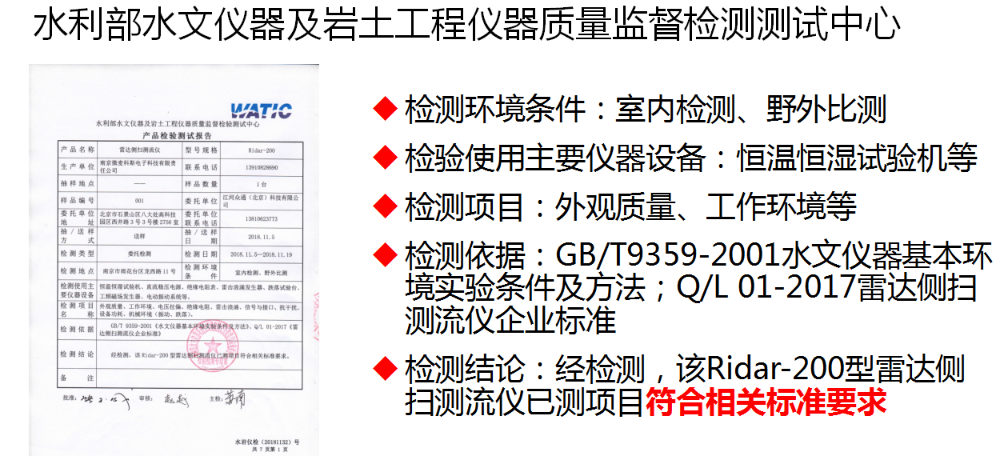 水利部水文仪器及岩土工程仪器质量监督检测测试中心
WATIC
水利部水文仪器及岩土工程仪器质量监督检验测试中心
产品检验测试报告
产品名称 雷达侧扫测流仪 型号规格 Ridar-200
生产单位 南京微麦科斯电子科技有限责任公司 联系电话 13910828690
抽样地点 —— 样品数量 1台
样品编号 001 委托单位 江河众通(北京)科技有限公司
委托单位地址 北京市石景山区八大处高科技园区西井路3号3号楼2756室 委托单位联系电话 13810623773
抽/送样方式 送样 抽/送样日期 2018.11.5
检测类型 委托检测 检测日期 2018.11.5—2018.11.19
检测地点 南京市雨花台区龙西路11号 检测环境条件 室内检测、野外比测
检测使用主要仪器设备 恒温恒湿试验机、直流稳压电源、绝缘电阻表、雷击浪涌发生器、跌落试验台、
工频磁场发生器、电动振动系统等。
检测项目名称 外观质量、工作环境、电压拉偏、绝缘电阻、雷击浪涌、信号与接口、抗干扰、
设备功耗、机械环境(振动、跌落)。
检测依据 GB/T 9359-2001《水文仪器基本环境实验条件及方法》、Q/L 01-2017《雷
达侧扫测流仪企业标准》
检测结论 经检测,该Ridar-200型雷达侧扫测流仪已测项目符合相关标准要求。
备注
批准: 审核: 主检:
水岩仪检(20181132)号
共 7 页第 1 页
◆检测环境条件:室内检测、野外比测
◆检验使用主要仪器设备:恒温恒湿试验机等
◆检测项目:外观质量、工作环境等
◆检测依据:GB/T9359-2001水文仪器基本环
境实验条件及方法;Q/L 01-2017雷达侧扫
测流仪企业标准
◆检测结论:经检测,该Ridar-200型雷达侧
扫测流仪已测项目符合相关标准要求